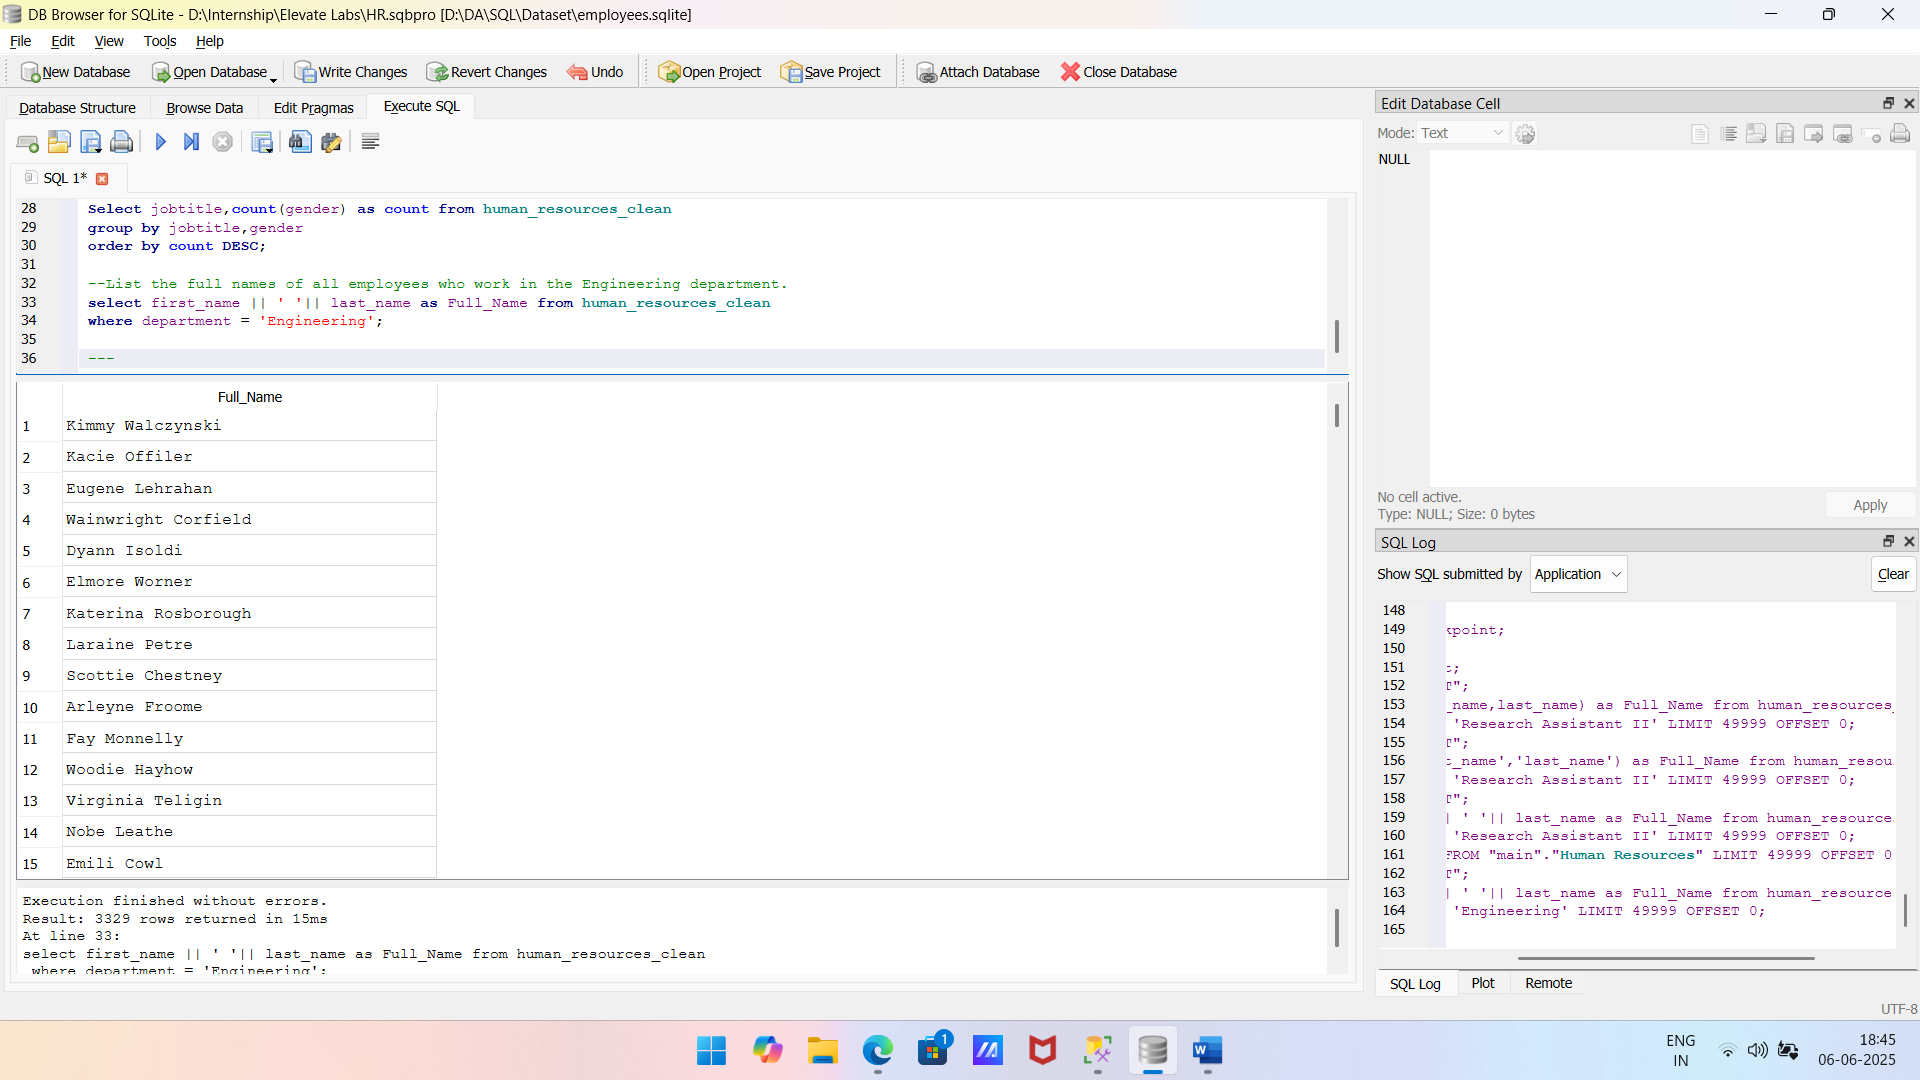 DB Browser for SQLite - D:\Internship\Elevate Labs\HR.sqbpro [D:\DA\SQL\Dataset\employees.sqlite]
File Edit View Tools Help
New Database Open Database Write Changes Revert Changes Undo Open Project Save Project Attach Database Close Database
Database Structure Browse Data Edit Pragmas Execute SQL
SQL 1*
28 Select jobtitle,count(gender) as count from human_resources_clean
29 group by jobtitle,gender
30 order by count DESC;
31
32 --List the full names of all employees who work in the Engineering department.
33 select first_name || ' '|| last_name as Full_Name from human_resources_clean
34 where department = 'Engineering';
35
36 ---
Full_Name
1 Kimmy Walczynski
2 Kacie Offiler
3 Eugene Lehrahan
4 Wainwright Corfield
5 Dyann Isoldi
6 Elmore Worner
7 Katerina Rosborough
8 Laraine Petre
9 Scottie Chestney
10 Arleyne Froome
11 Fay Monnelly
12 Woodie Hayhow
13 Virginia Teligin
14 Nobe Leathe
15 Emili Cowl
Execution finished without errors.
Result: 3329 rows returned in 15ms
At line 33:
select first_name || ' '|| last_name as Full_Name from human_resources_clean
where department = 'Engineering';
Edit Database Cell
Mode: Text
NULL
No cell active.
Type: NULL; Size: 0 bytes
Apply
SQL Log
Show SQL submitted by Application Clear
148
149 kpoint;
150
151 t;
152 T";
153 _name,last_name) as Full_Name from human_resources_
154 'Research Assistant II' LIMIT 49999 OFFSET 0;
155 T";
156 t_name','last_name') as Full_Name from human_resou
157 'Research Assistant II' LIMIT 49999 OFFSET 0;
158 T";
159 | ' '|| last_name as Full_Name from human_resource
160 'Research Assistant II' LIMIT 49999 OFFSET 0;
161 FROM "main"."Human Resources" LIMIT 49999 OFFSET 0
162 T";
163 | ' '|| last_name as Full_Name from human_resource
164 'Engineering' LIMIT 49999 OFFSET 0;
165
SQL Log Plot Remote
UTF-8
1
W
ENG
IN
18:45
06-06-2025